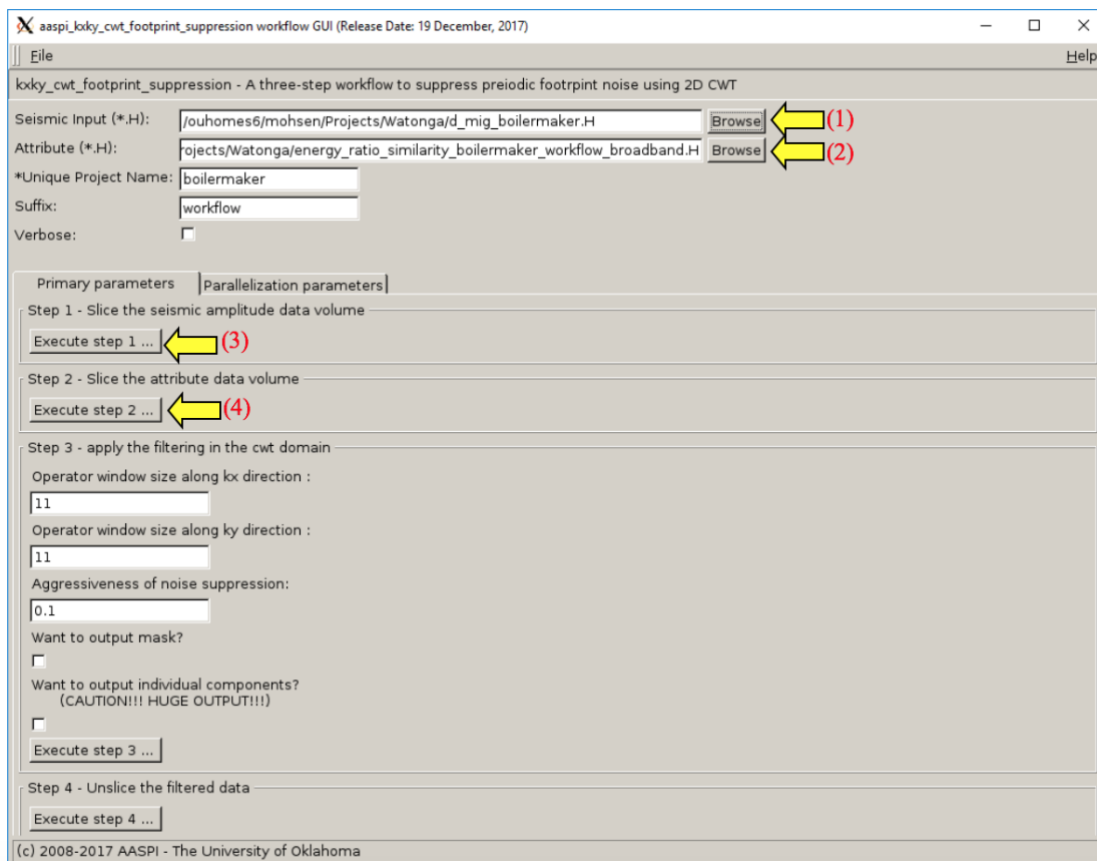 aaspi_kxky_cwt_footprint_suppression workflow GUI (Release Date: 19 December, 2017)
File Help
kxky_cwt_footprint_suppression - A three-step workflow to suppress preiodic footrpint noise using 2D CWT
Seismic Input (*.H): /ouhomes6/mohsen/Projects/Watonga/d_mig_boilermaker.H Browse (1)
Attribute (*.H): rojects/Watonga/energy_ratio_similarity_boilermaker_workflow_broadband.H Browse (2)
*Unique Project Name: boilermaker
Suffix: workflow
Verbose:
Primary parameters Parallelization parameters
Step 1 - Slice the seismic amplitude data volume
Execute step 1 ... (3)
Step 2 - Slice the attribute data volume
Execute step 2 ... (4)
Step 3 - apply the filtering in the cwt domain
Operator window size along kx direction :
11
Operator window size along ky direction :
11
Aggressiveness of noise suppression:
0.1
Want to output mask?
Want to output individual components?
(CAUTION!!! HUGE OUTPUT!!!)
Execute step 3 ...
Step 4 - Unslice the filtered data
Execute step 4 ...
(c) 2008-2017 AASPI - The University of Oklahoma